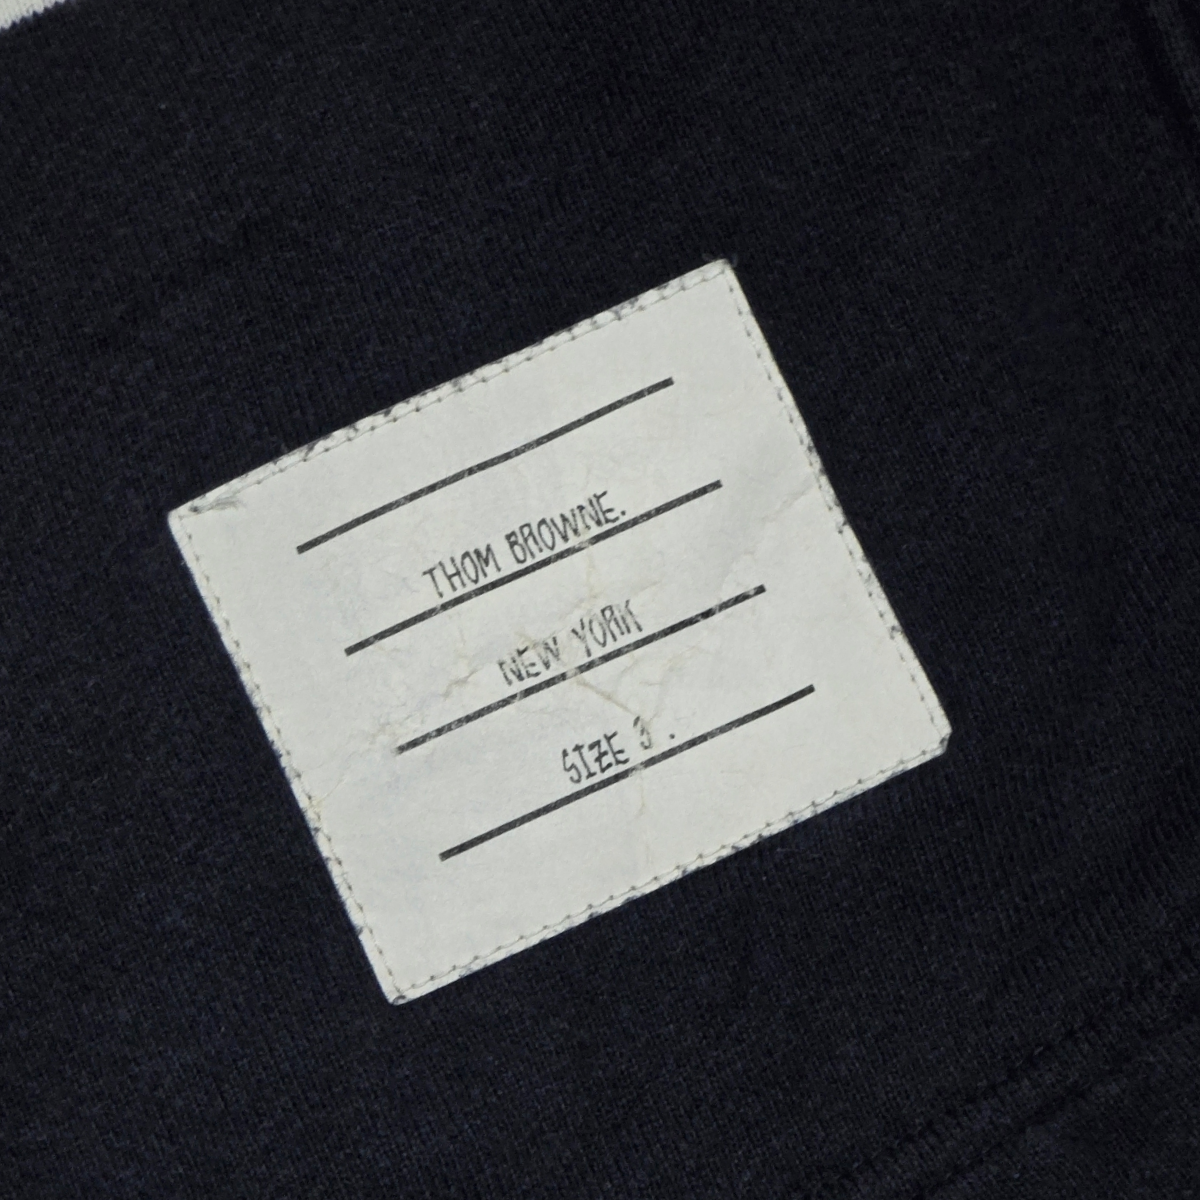 THOM BROWNE.
NEW YORK
SIZE 3 .